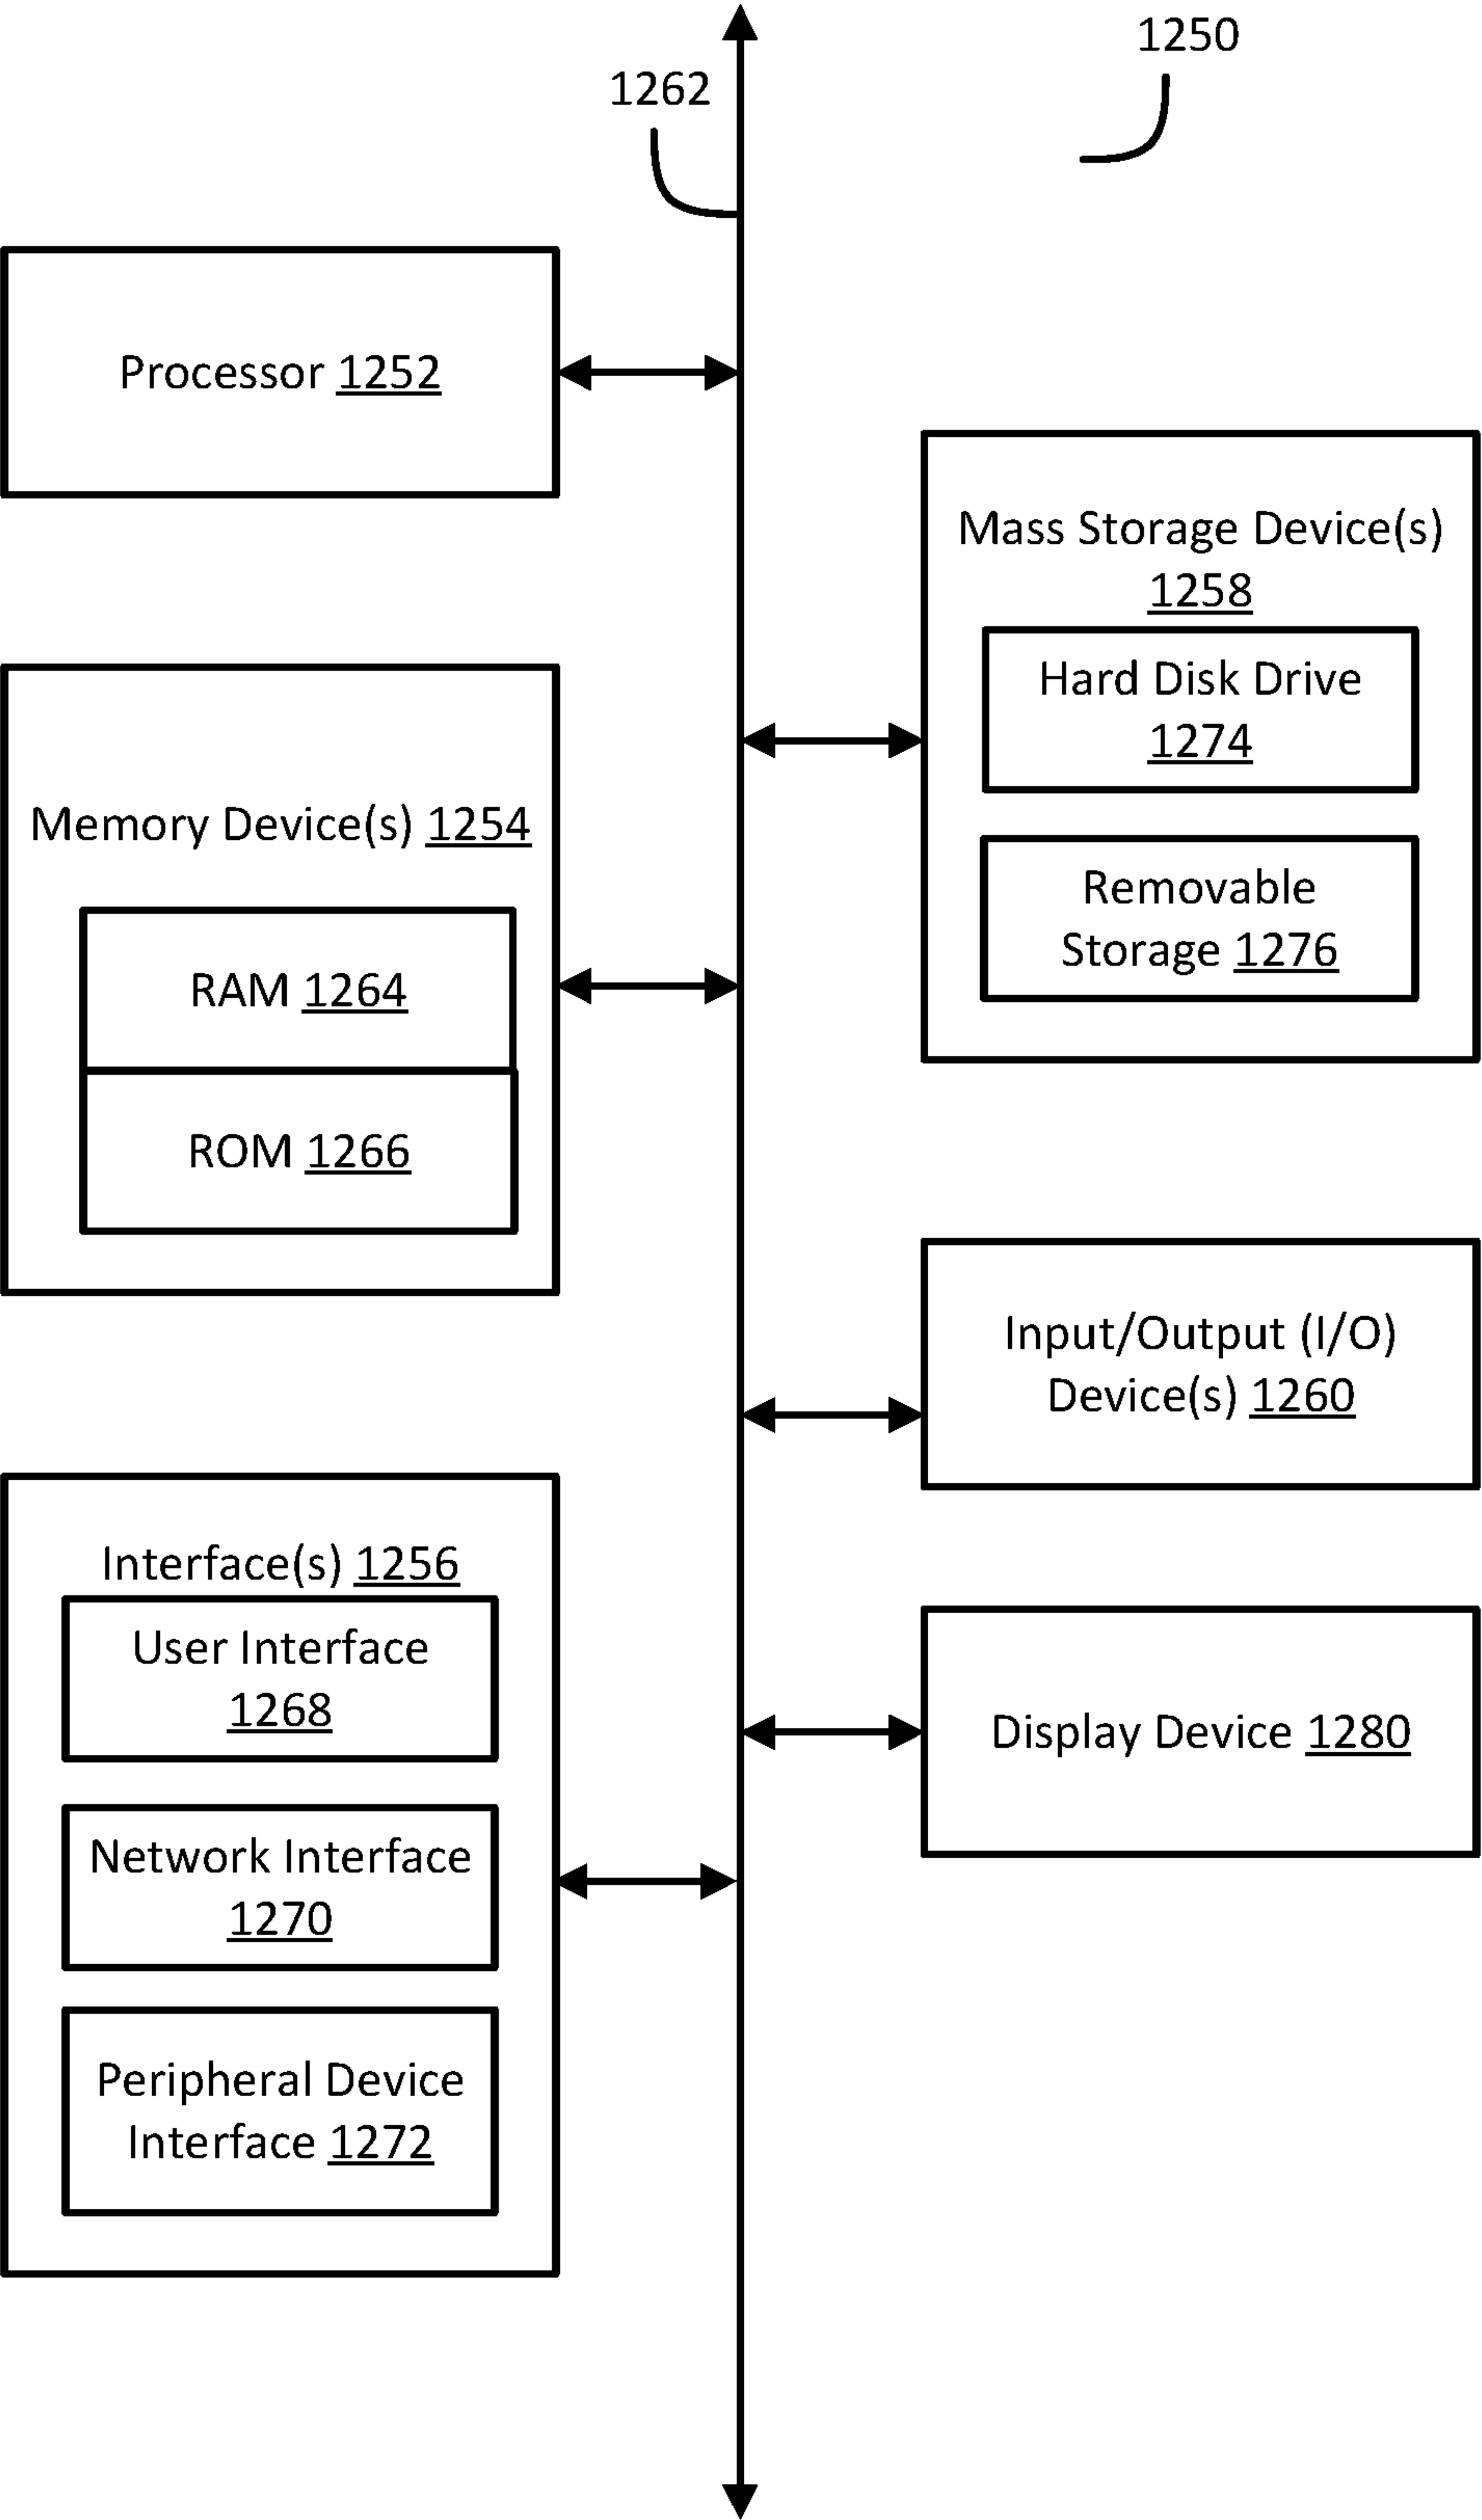 1250
1262
Processor 1252
Mass Storage Device(s)
1258
Hard Disk Drive
1274
Removable
Storage 1276
Memory Device(s) 1254
RAM 1264
ROM 1266
Input/Output (I/O)
Device(s) 1260
Interface(s) 1256
User Interface
1268
Network Interface
1270
Peripheral Device
Interface 1272
Display Device 1280